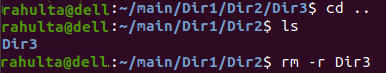 rahulta@dell:~/main/Dir1/Dir2/Dir3$ cd ..
rahulta@dell:~/main/Dir1/Dir2$ ls
Dir3
rahulta@dell:~/main/Dir1/Dir2$ rm -r Dir3